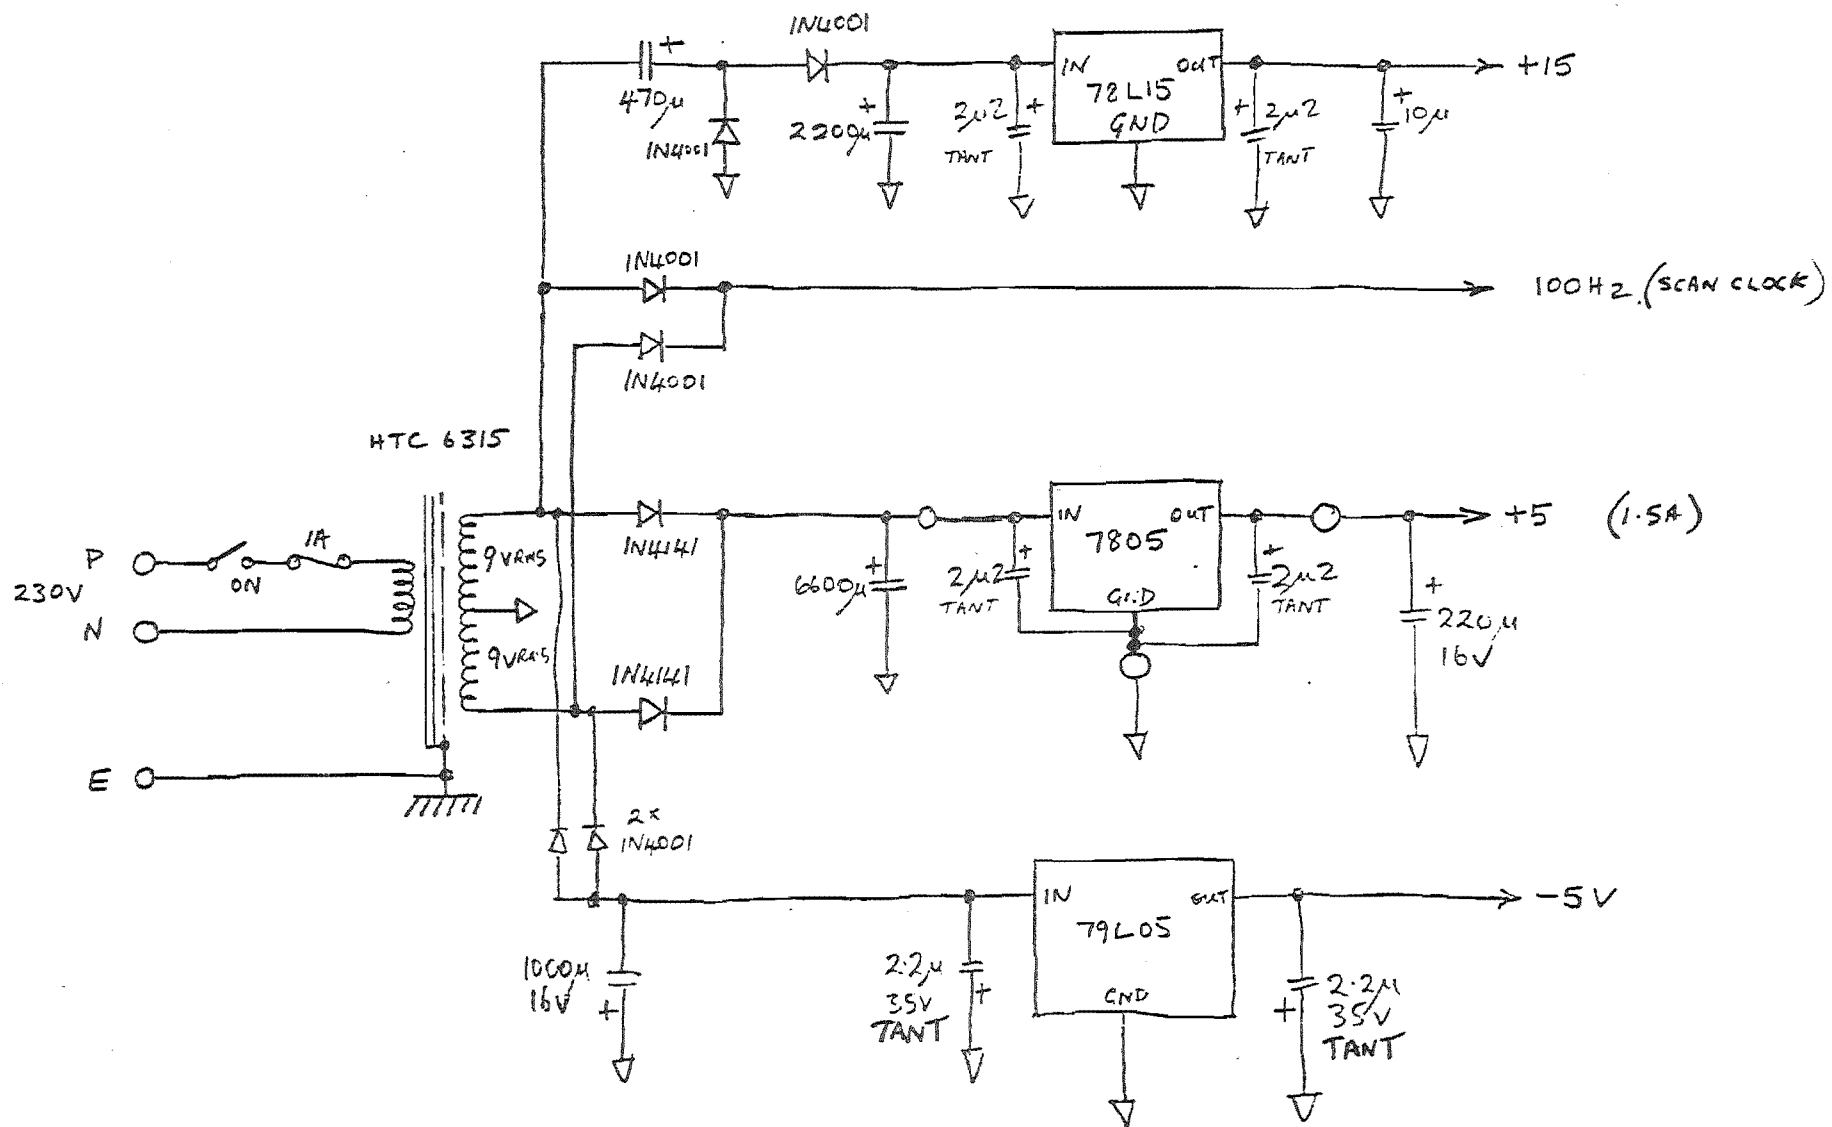 1N4001
+
470μ
1N4001
+
2200μ
2μ2
+
TANT
IN
OUT
78L15
GND
+
2μ2
TANT
+
10μ
+15
1N4001
100Hz. (SCAN CLOCK)
1N4001
HTC 6315
P
230V
N
ON
1A
9VRMS
9VRMS
E
1N4141
1N4141
+
6600μ
+
2μ2
TANT
IN
OUT
7805
GND
+
2μ2
TANT
+5 (1.5A)
+
220μ
16V
2x
1N4001
1000μ
16V
+
2.2μ
35V
+
TANT
IN
OUT
79L05
GND
-5V
2.2μ
+
35V
TANT